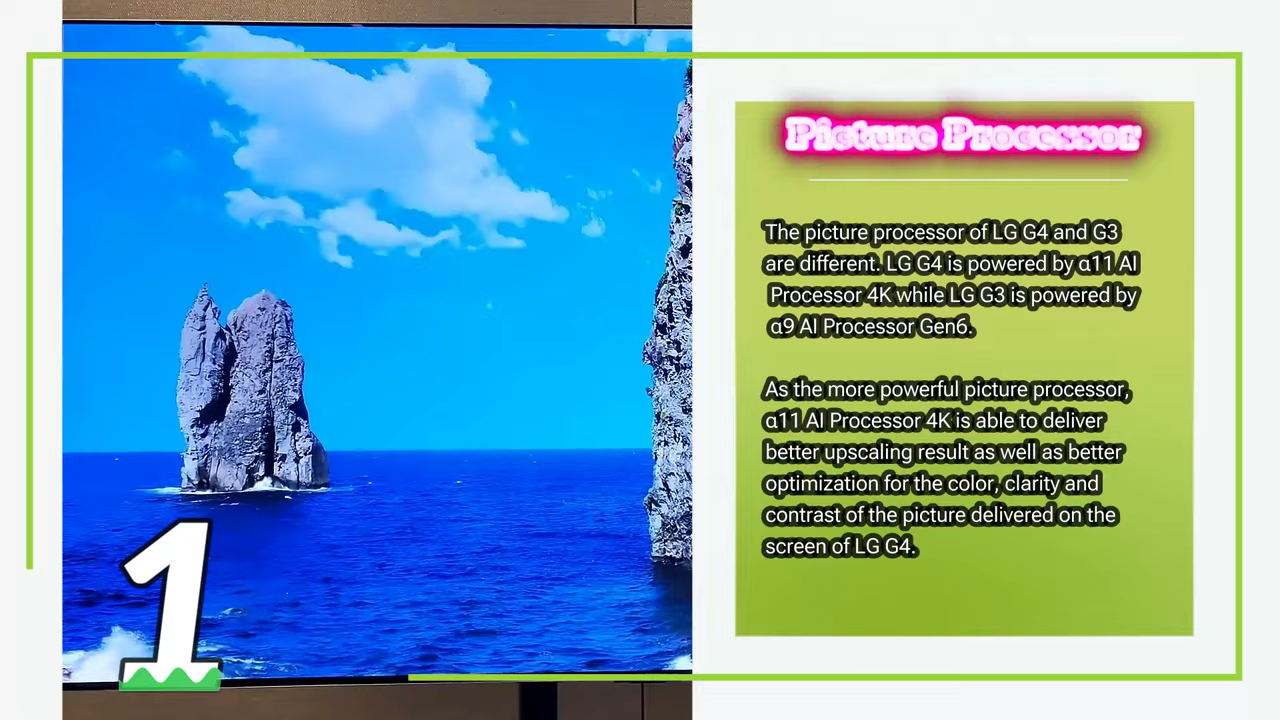 Picture Processor
The picture processor of LG G4 and G3
are different. LG G4 is powered by α11 AI
Processor 4K while LG G3 is powered by
α9 AI Processor Gen6.
As the more powerful picture processor,
α11 AI Processor 4K is able to deliver
better upscaling result as well as better
optimization for the color, clarity and
contrast of the picture delivered on the
screen of LG G4.
1